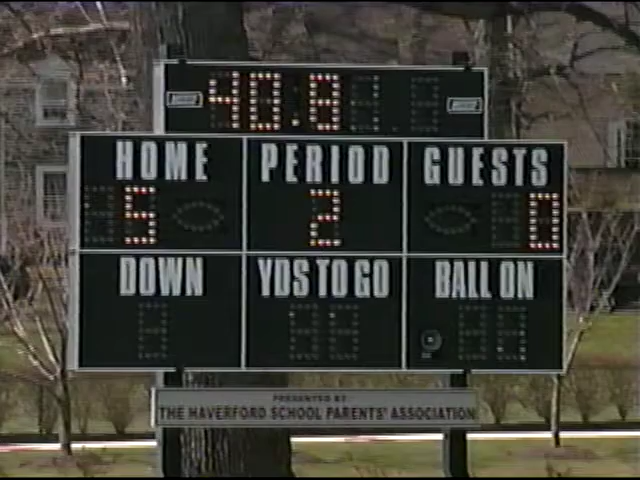 40.8
HOME PERIOD GUESTS
5 2 0
DOWN YDS TO GO BALL ON
PRESENTED BY
THE HAVERFORD SCHOOL PARENTS' ASSOCIATION